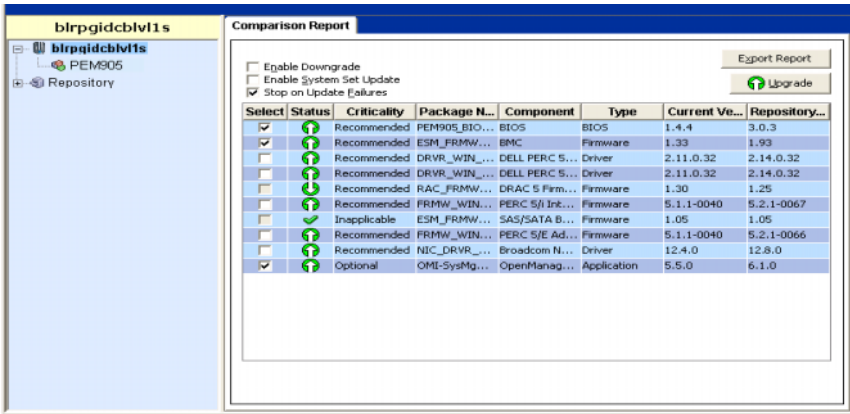 blrpgidcblvl1s
blrpgidcblvl1s
PEM905
Repository
Comparison Report
Export Report
Upgrade
Enable Downgrade
Enable System Set Update
Stop on Update Failures
Select Status Criticality Package N... Component Type Current Ve... Repository...
Recommended PEM905_BIO... BIOS BIOS 1.4.4 3.0.3
Recommended ESM_FRMW... BMC Firmware 1.33 1.93
Recommended DRVR_WIN_... DELL PERC 5... Driver 2.11.0.32 2.14.0.32
Recommended DRVR_WIN_... DELL PERC 5... Driver 2.11.0.32 2.14.0.32
Recommended RAC_FRMW... DRAC 5 Firm... Firmware 1.30 1.25
Recommended FRMW_WIN... PERC 5/i Int... Firmware 5.1.1-0040 5.2.1-0067
Inapplicable ESM_FRMW... SAS/SATA B... Firmware 1.05 1.05
Recommended FRMW_WIN... PERC 5/E Ad... Firmware 5.1.1-0040 5.2.1-0066
Recommended NIC_DRVR_... Broadcom N... Driver 12.4.0 12.8.0
Optional OMI-SysMg... OpenManag... Application 5.5.0 6.1.0